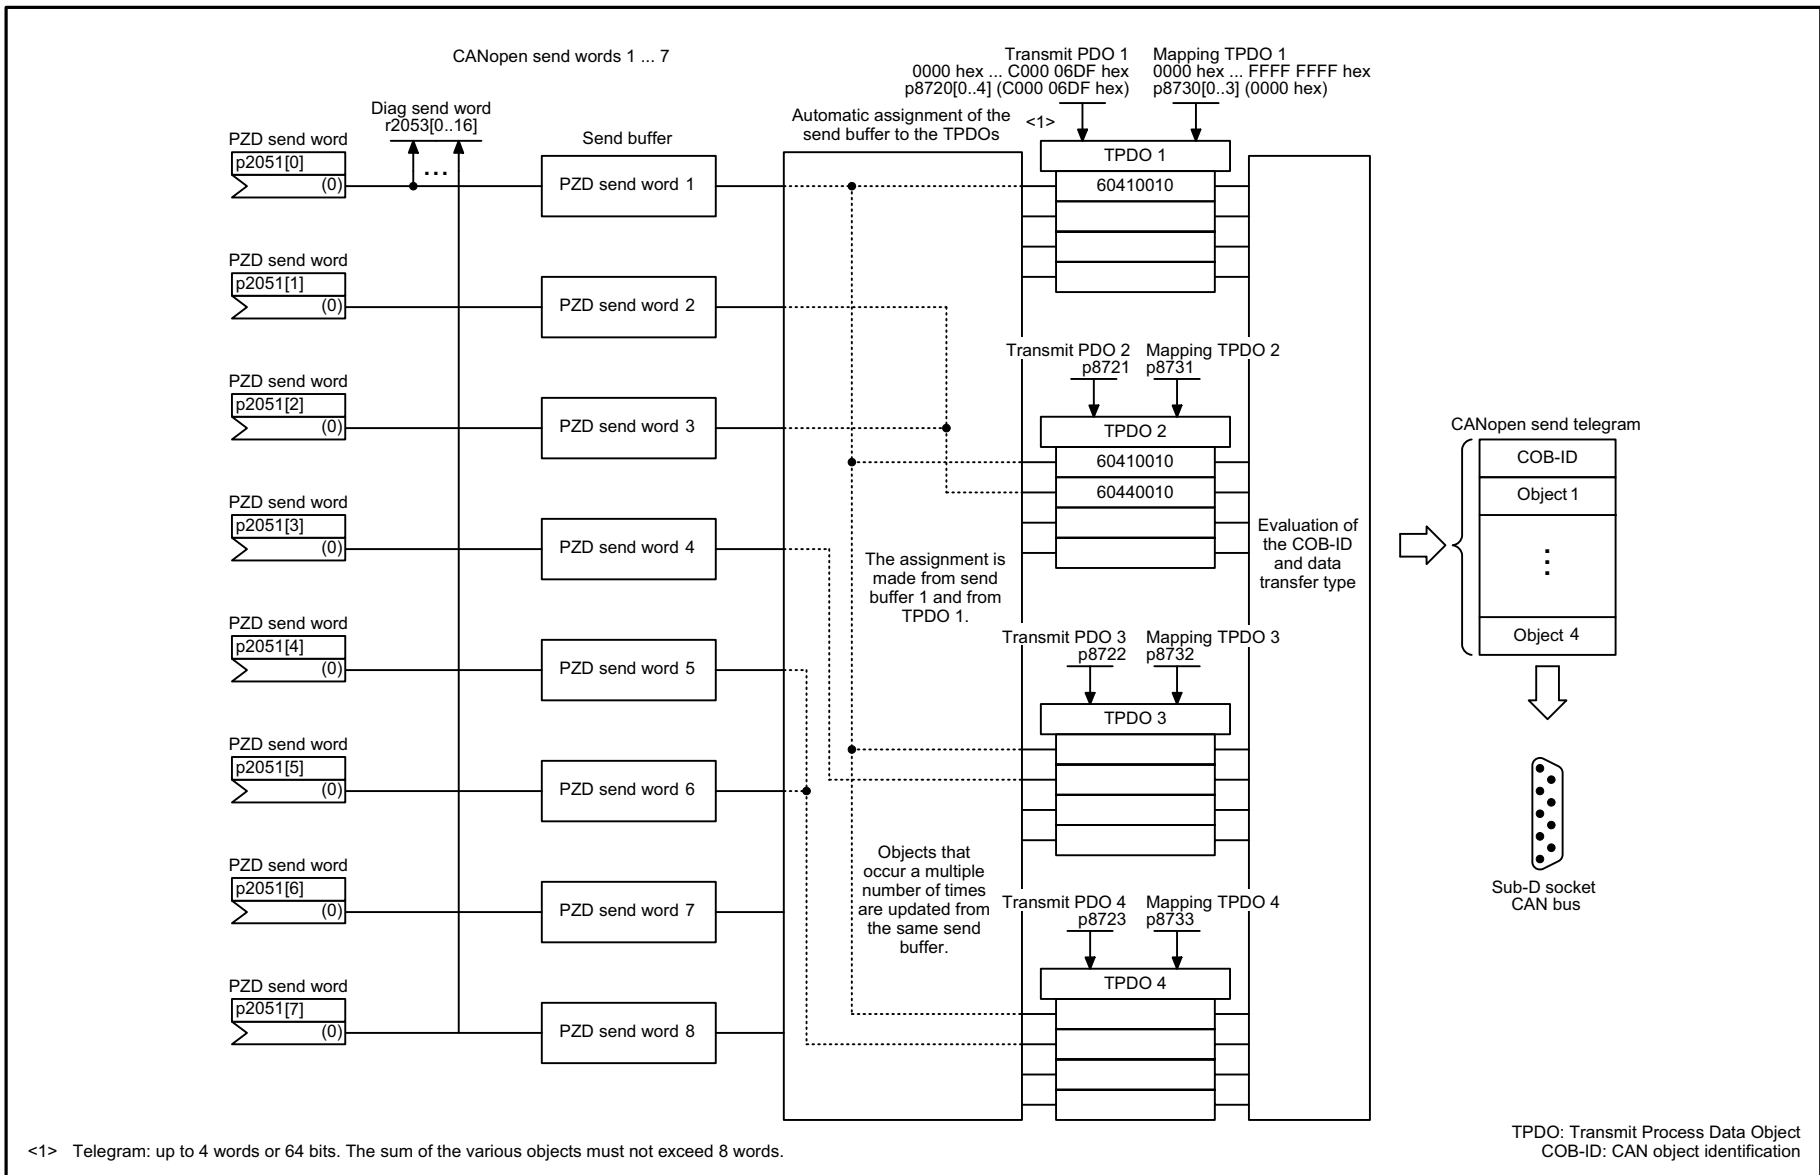 CANopen send words 1 ... 7
Diag send word
r2053[0..16]
Send buffer
Automatic assignment of the
send buffer to the TPDOs
<1>
Transmit PDO 1
0000 hex ... C000 06DF hex
p8720[0..4] (C000 06DF hex)
Mapping TPDO 1
0000 hex ... FFFF FFFF hex
p8730[0..3] (0000 hex)
PZD send word
p2051[0]
(0)
...
PZD send word 1
PZD send word
p2051[1]
(0)
PZD send word 2
PZD send word
p2051[2]
(0)
PZD send word 3
PZD send word
p2051[3]
(0)
PZD send word 4
PZD send word
p2051[4]
(0)
PZD send word 5
PZD send word
p2051[5]
(0)
PZD send word 6
PZD send word
p2051[6]
(0)
PZD send word 7
PZD send word
p2051[7]
(0)
PZD send word 8
The assignment is
made from send
buffer 1 and from
TPDO 1.
Objects that
occur a multiple
number of times
are updated from
the same send
buffer.
TPDO 1
60410010
Transmit PDO 2
p8721
Mapping TPDO 2
p8731
TPDO 2
60410010
60440010
Transmit PDO 3
p8722
Mapping TPDO 3
p8732
TPDO 3
Transmit PDO 4
p8723
Mapping TPDO 4
p8733
TPDO 4
Evaluation of
the COB-ID
and data
transfer type
CANopen send telegram
COB-ID
Object 1
...
Object 4
Sub-D socket
CAN bus
<1> Telegram: up to 4 words or 64 bits. The sum of the various objects must not exceed 8 words.
TPDO: Transmit Process Data Object
COB-ID: CAN object identification